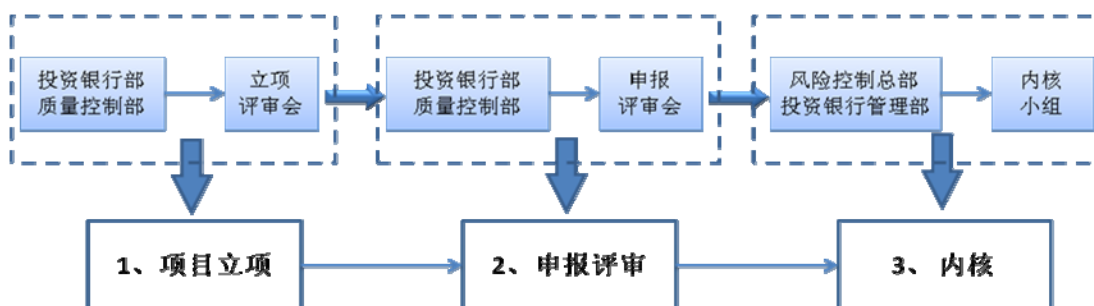 投资银行部
质量控制部
立项
评审会
投资银行部
质量控制部
申报
评审会
风险控制总部
投资银行管理部
内核
小组
1、项目立项
2、申报评审
3、内核